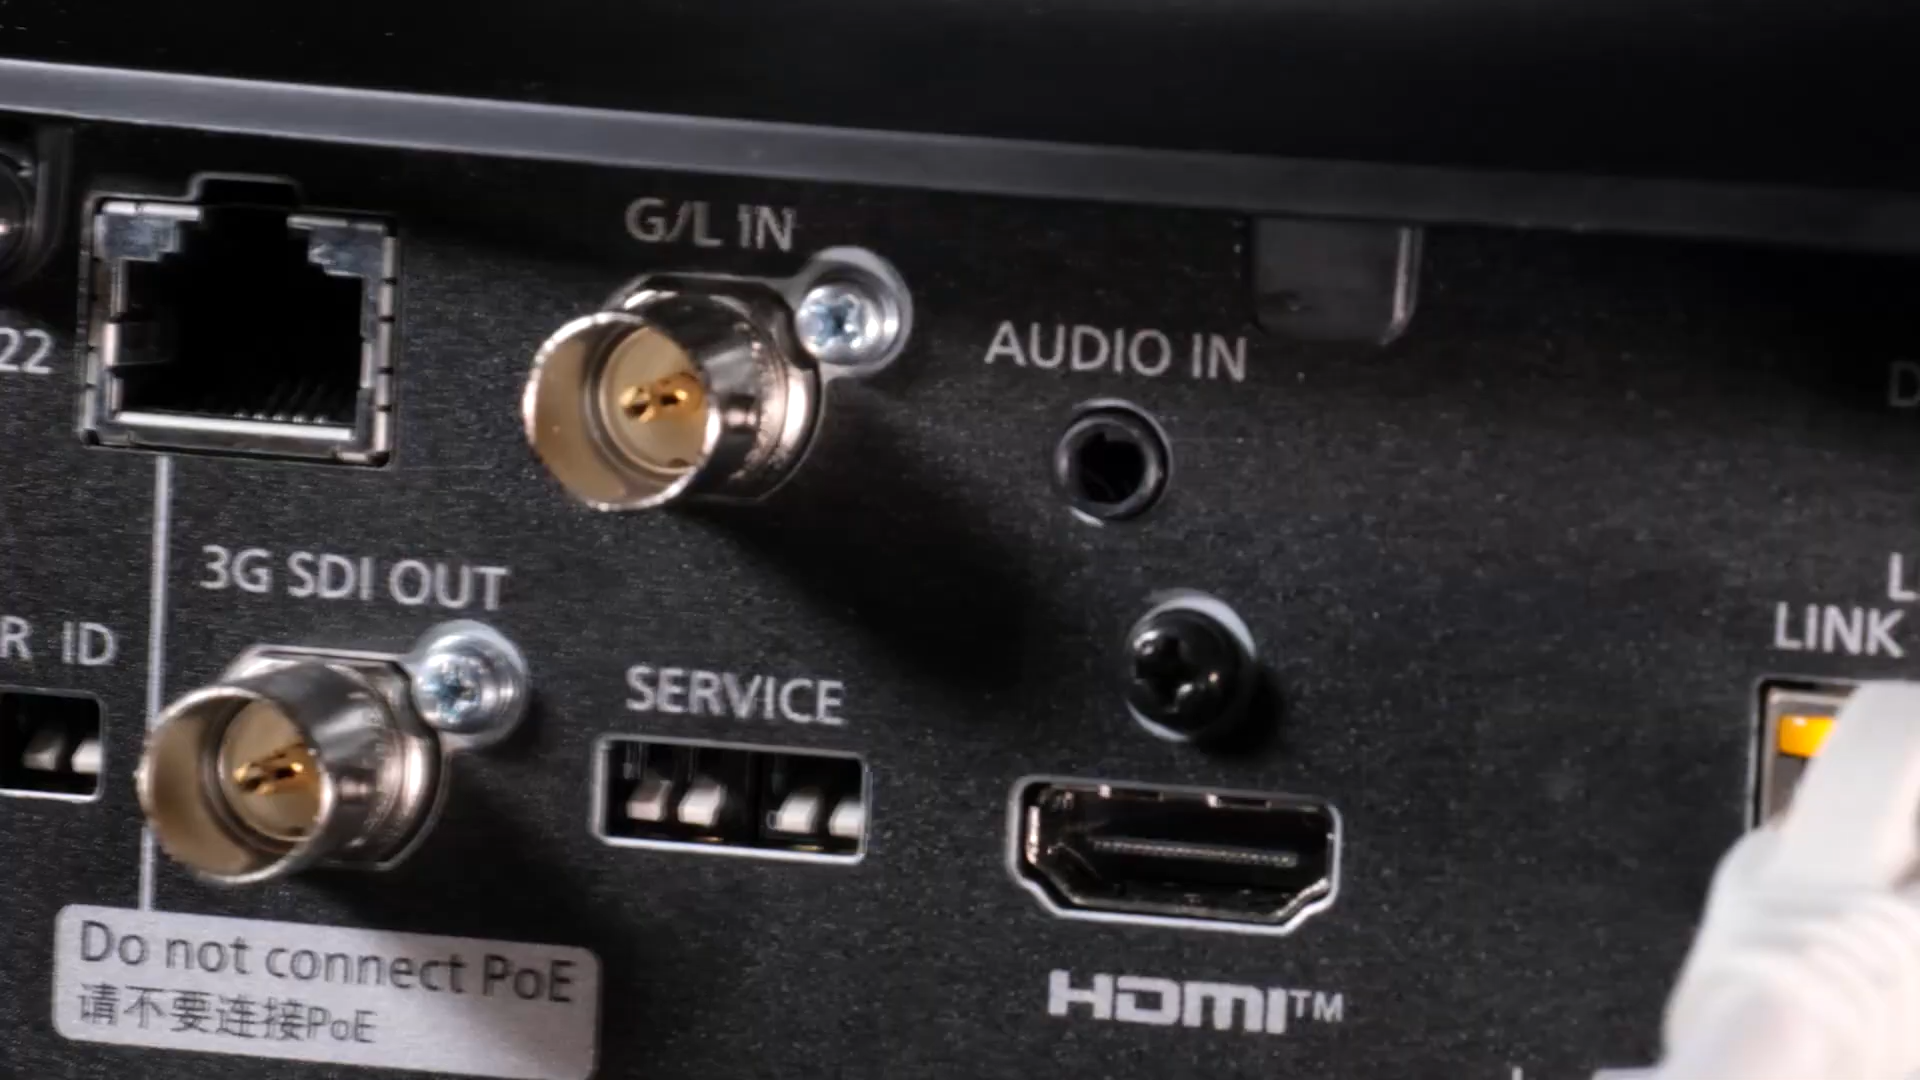 G/L IN
AUDIO IN
22
3G SDI OUT
R ID
SERVICE
LINK
HDMI™
Do not connect PoE
请不要连接PoE